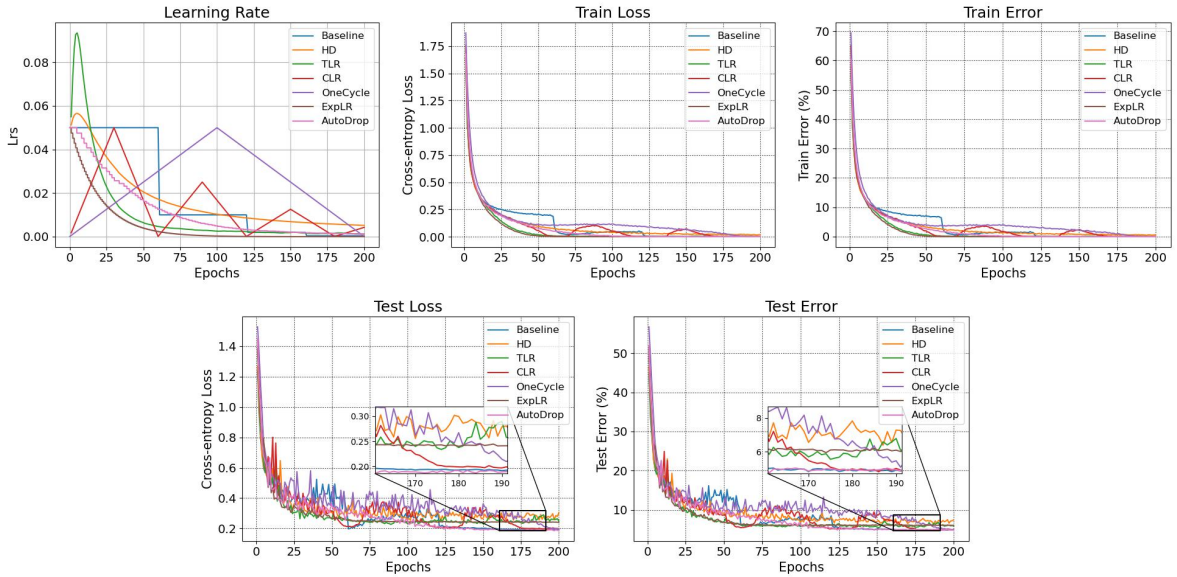 Learning Rate
Lrs
0.08
0.06
0.04
0.02
0.00
0 25 50 75 100 125 150 175 200
Epochs
Baseline
HD
TLR
CLR
OneCycle
ExpLR
AutoDrop
Train Loss
Cross-entropy Loss
1.75
1.50
1.25
1.00
0.75
0.50
0.25
0.00
0 25 50 75 100 125 150 175 200
Epochs
Baseline
HD
TLR
CLR
OneCycle
ExpLR
AutoDrop
Train Error
Train Error (%)
70
60
50
40
30
20
10
0
0 25 50 75 100 125 150 175 200
Epochs
Baseline
HD
TLR
CLR
OneCycle
ExpLR
AutoDrop
Test Loss
Cross-entropy Loss
1.4
1.2
1.0
0.8
0.6
0.4
0.2
0 25 50 75 100 125 150 175 200
Epochs
Baseline
HD
TLR
CLR
OneCycle
ExpLR
AutoDrop
0.30
0.25
0.20
170 180 190
Test Error
Test Error (%)
50
40
30
20
10
0 25 50 75 100 125 150 175 200
Epochs
Baseline
HD
TLR
CLR
OneCycle
ExpLR
AutoDrop
8
6
170 180 190